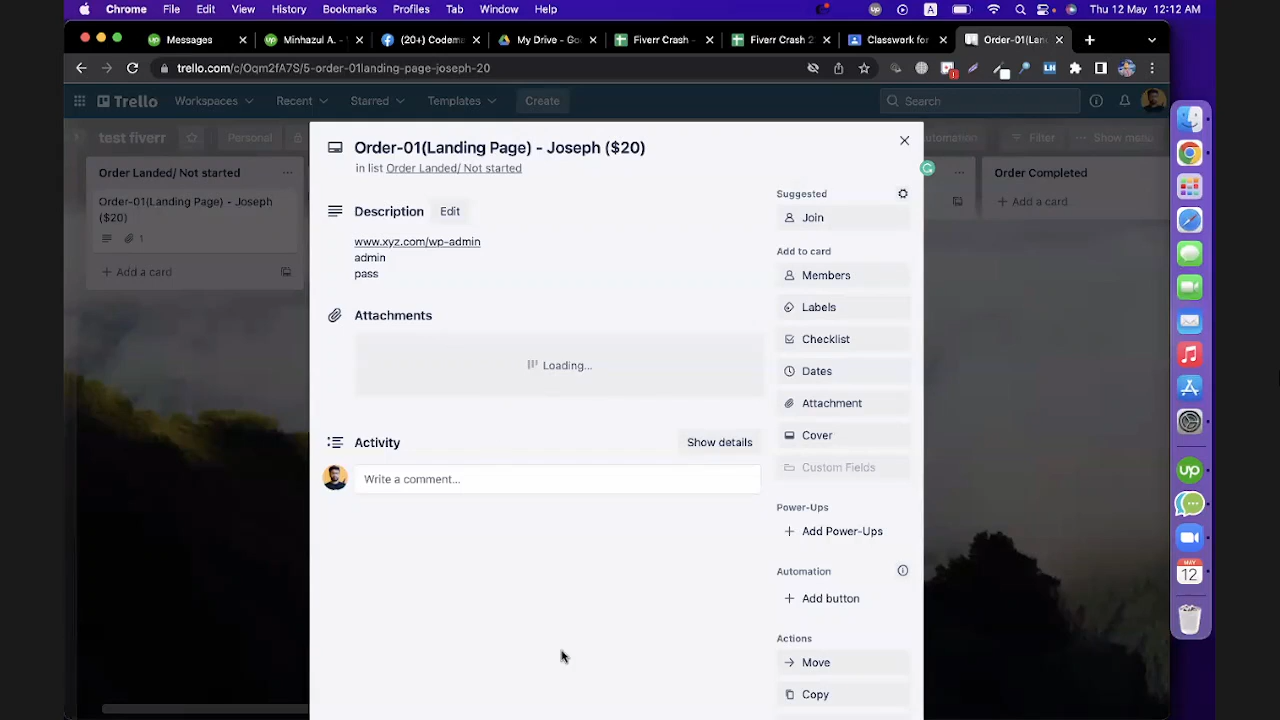 Chrome File Edit View History Bookmarks Profiles Tab Window Help A Thu 12 May 12:12 AM
Messages Minhazul A. - (20+) Codema My Drive - Go Fiverr Crash - Fiverr Crash 2 Classwork for Order-01(Lan
trello.com/c/Oqm2fA7S/5-order-01landing-page-joseph-20
Trello Workspaces Recent Starred Templates Create Search
test fiverr Personal Automation Filter Show menu
Order Landed/ Not started
Order-01(Landing Page) - Joseph
($20)
1
+ Add a card
Order-01(Landing Page) - Joseph ($20)
in list Order Landed/ Not started
Description Edit
www.xyz.com/wp-admin
admin
pass
Attachments
Loading...
Activity Show details
Write a comment...
Suggested
Join
Add to card
Members
Labels
Checklist
Dates
Attachment
Cover
Custom Fields
Power-Ups
+ Add Power-Ups
Automation
+ Add button
Actions
Move
Copy
Order Completed
+ Add a card
up
MAY
12